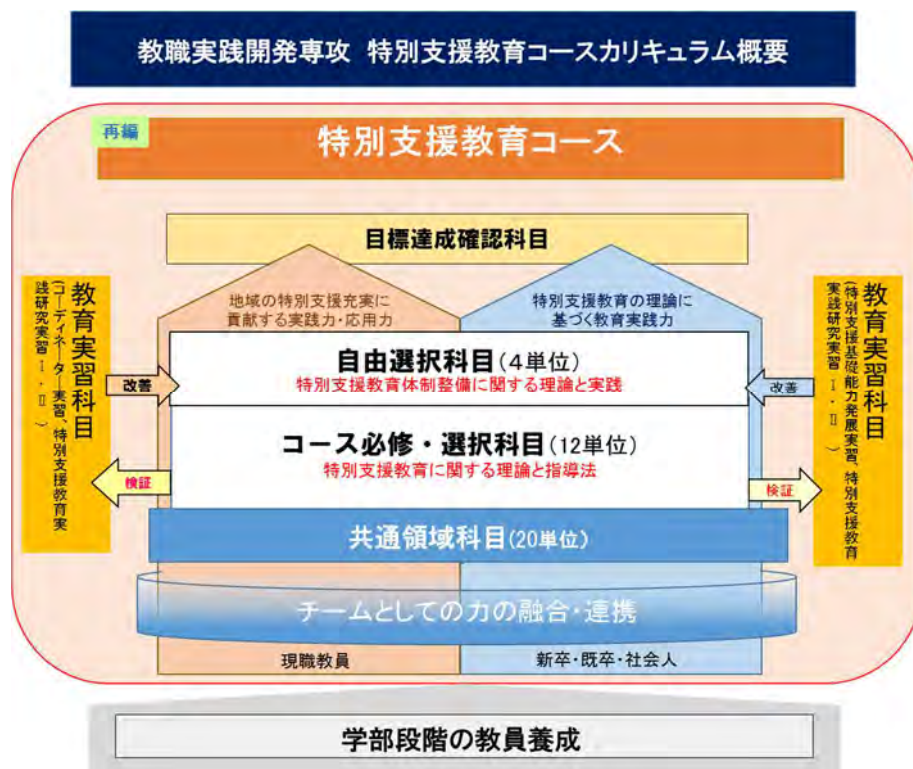 教職実践開発専攻 特別支援教育コースカリキュラム概要
再編
特別支援教育コース
目標達成確認科目
地域の特別支援充実に
貢献する実践力・応用力
特別支援教育の理論に
基づく教育実践力
教育実習科目
(コーディネーター実習、特別支援教育実
践研究実習Ⅰ・Ⅱ)
自由選択科目(4単位)
特別支援教育体制整備に関する理論と実践
改善
改善
コース必修・選択科目(12単位)
特別支援教育に関する理論と指導法
検証
検証
教育実習科目
(特別支援基礎能力発展実習、特別支援教育
実践研究実習Ⅰ・Ⅱ)
共通領域科目(20単位)
チームとしての力の融合・連携
現職教員
新卒・既卒・社会人
学部段階の教員養成